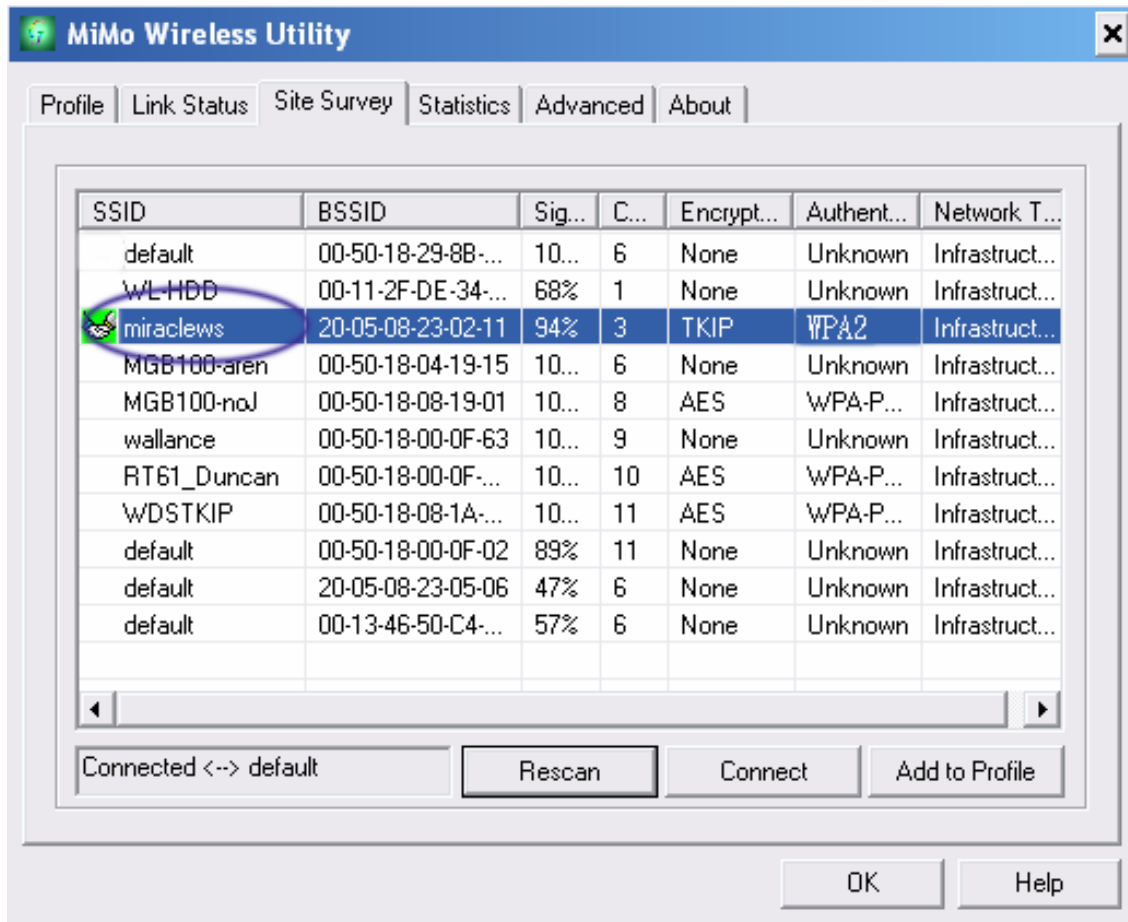 MiMo Wireless Utility
Profile Link Status Site Survey Statistics Advanced About
SSID BSSID Sig... C... Encrypt... Authent... Network T...
default 00-50-18-29-8B-... 10... 6 None Unknown Infrastruct...
WL-HDD 00-11-2F-DE-34-... 68% 1 None Unknown Infrastruct...
miraclews 20-05-08-23-02-11 94% 3 TKIP WPA2 Infrastruct...
MGB100-aren 00-50-18-04-19-15 10... 6 None Unknown Infrastruct...
MGB100-noJ 00-50-18-08-19-01 10... 8 AES WPA-P... Infrastruct...
wallance 00-50-18-00-0F-63 10... 9 None Unknown Infrastruct...
RT61_Duncan 00-50-18-00-0F-... 10... 10 AES WPA-P... Infrastruct...
WDSTKIP 00-50-18-08-1A-... 10... 11 AES WPA-P... Infrastruct...
default 00-50-18-00-0F-02 89% 11 None Unknown Infrastruct...
default 20-05-08-23-05-06 47% 6 None Unknown Infrastruct...
default 00-13-46-50-C4-... 57% 6 None Unknown Infrastruct...
Connected <--> default Rescan Connect Add to Profile
OK Help